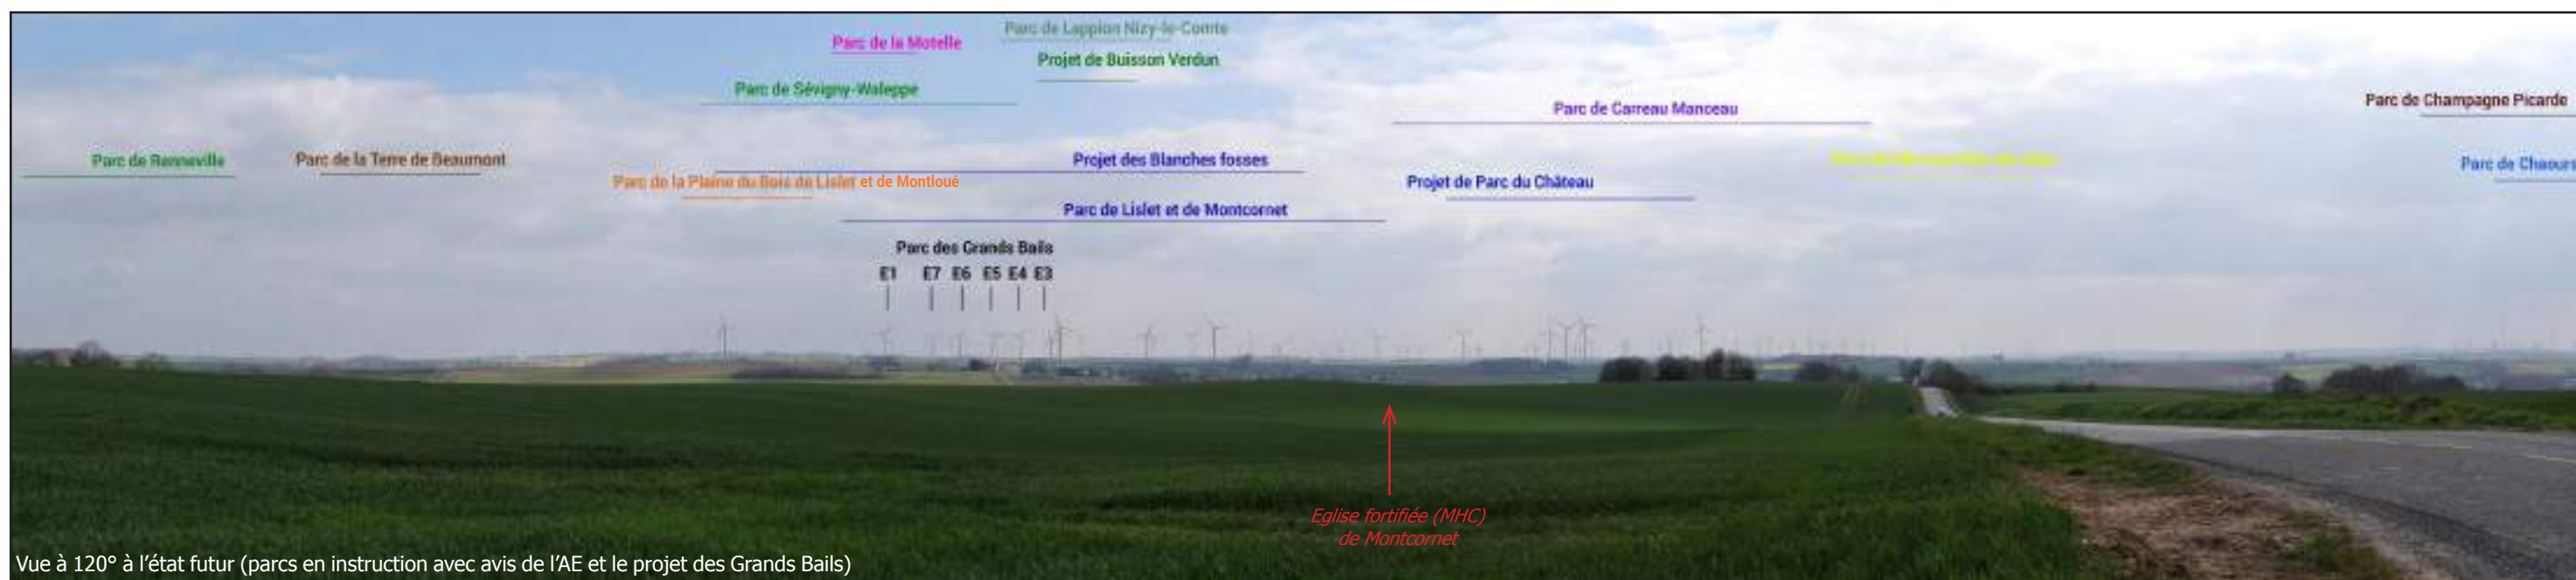 Parc de la Motelle
Parc de Lappion Nizy-le-Comte
Projet de Buisson Verdun
Parc de Sévigny-Waleppe
Parc de Carreau Manceau
Parc de Champagne Picarde
Parc de Renneville
Parc de la Terre de Beaumont
Projet des Blanches fosses
Parc de Chaours
Parc de la Plaine du Bois de Lislet et de Montloué
Projet de Parc du Château
Parc de Lislet et de Montcornet
Parc des Grands Bails
E1 E7 E6 E5 E4 E3
Eglise fortifiée (MHC)
de Montcornet
Vue à 120° à l'état futur (parcs en instruction avec avis de l'AE et le projet des Grands Bails)